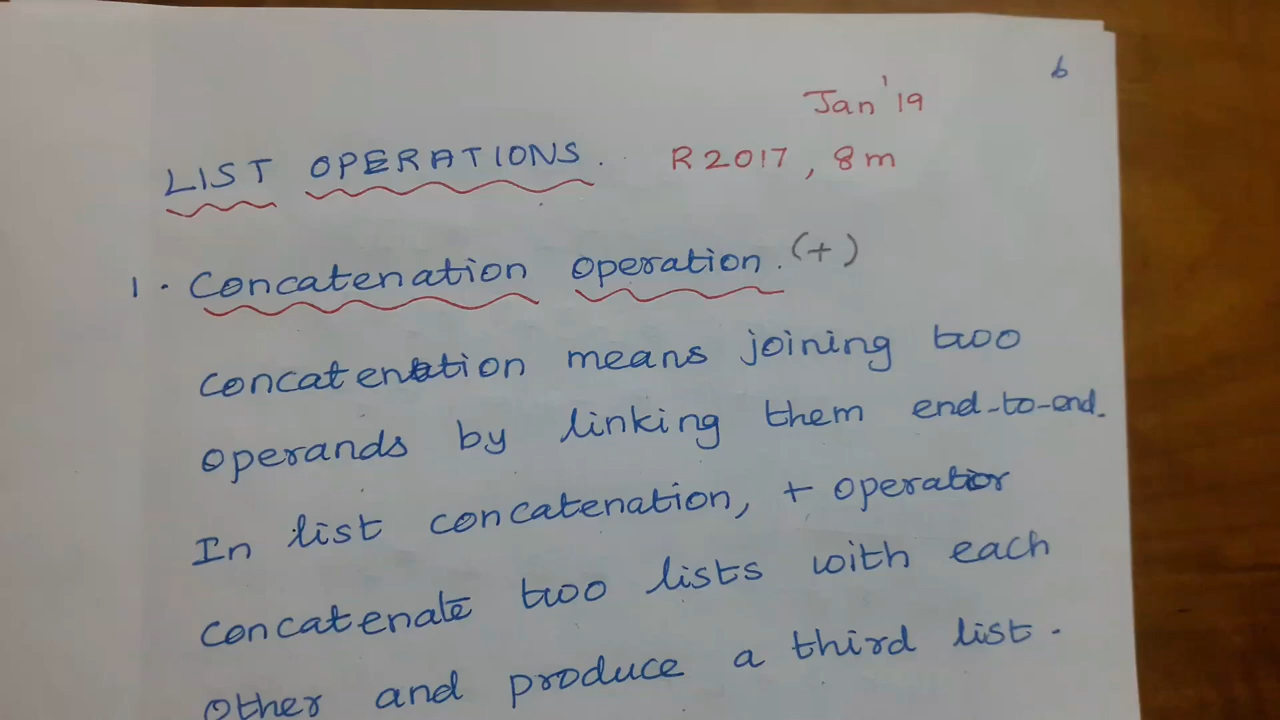 6
Jan'19
LIST OPERATIONS. R2017, 8m
1. Concatenation operation. (+)
concatenation means joining two
operands by linking them end-to-end.
In list concatenation, + operator
concatenate two lists with each
other and produce a third list.